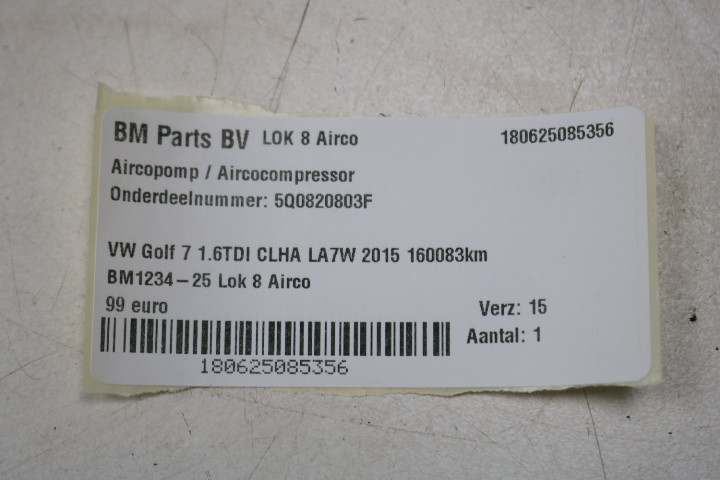 BM Parts BV LOK 8 Airco 180625085356
Aircopomp / Aircocompressor
Onderdeelnummer: 5Q0820803F
VW Golf 7 1.6TDI CLHA LA7W 2015 160083km
BM1234-25 Lok 8 Airco
99 euro Verz: 15
Aantal: 1
180625085356